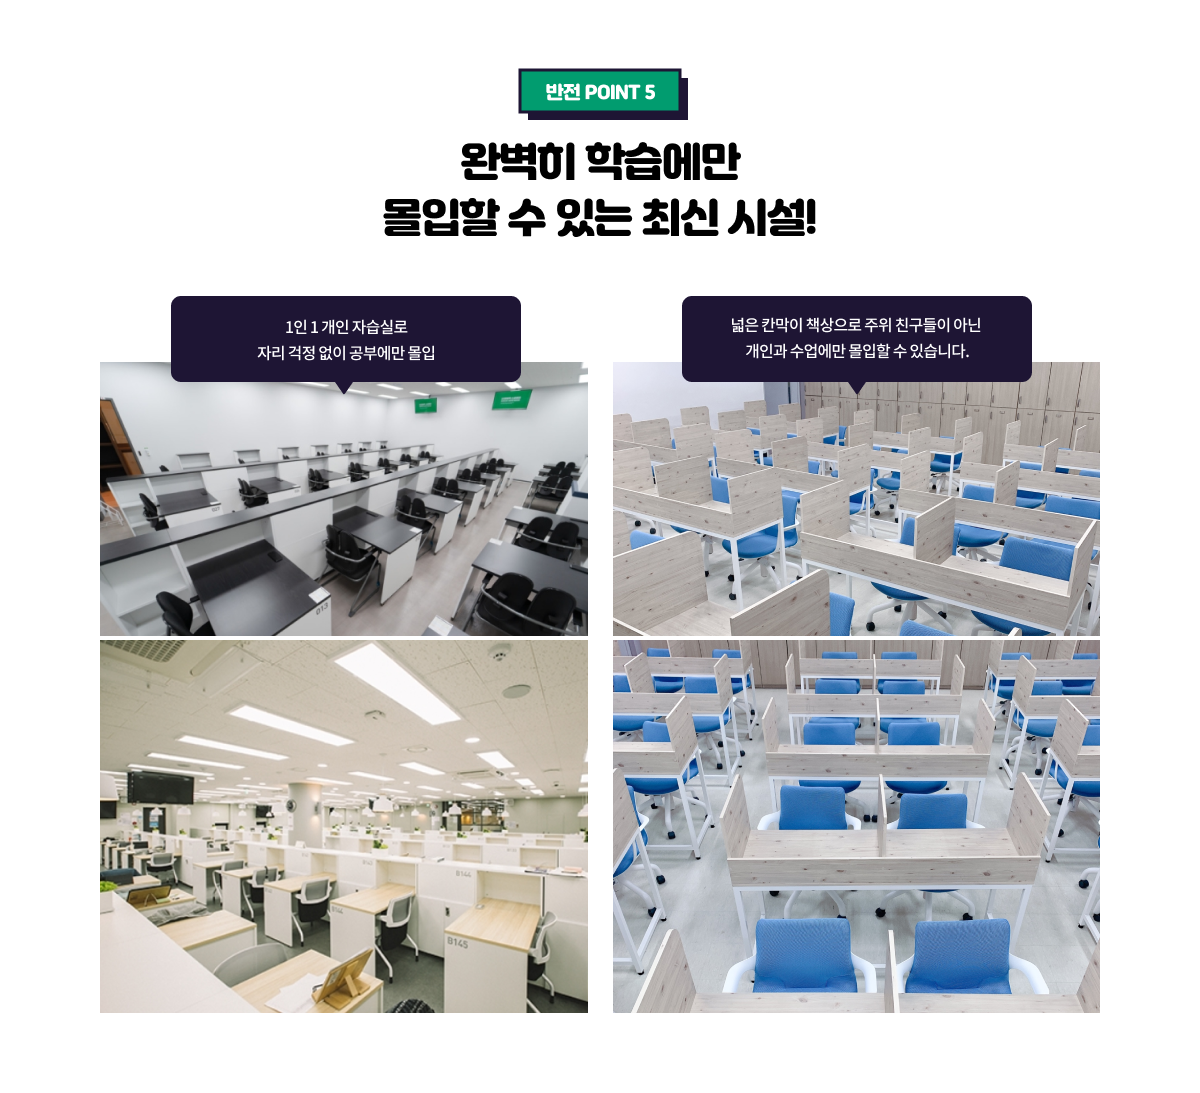 반전 POINT 5
완벽히 학습에만
몰입할 수 있는 최신 시설!
1인 1 개인 자습실로
자리 걱정 없이 공부에만 몰입
넓은 칸막이 책상으로 주위 친구들이 아닌
개인과 수업에만 몰입할 수 있습니다.
B13
B144
B145